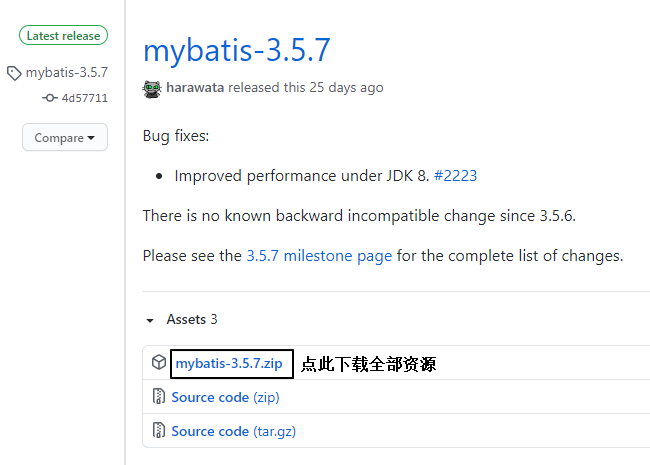 Latest release
mybatis-3.5.7
4d57711
Compare
mybatis-3.5.7
harawata released this 25 days ago
Bug fixes:
Improved performance under JDK 8. #2223
There is no known backward incompatible change since 3.5.6.
Please see the 3.5.7 milestone page for the complete list of changes.
Assets 3
mybatis-3.5.7.zip 点此下载全部资源
Source code (zip)
Source code (tar.gz)